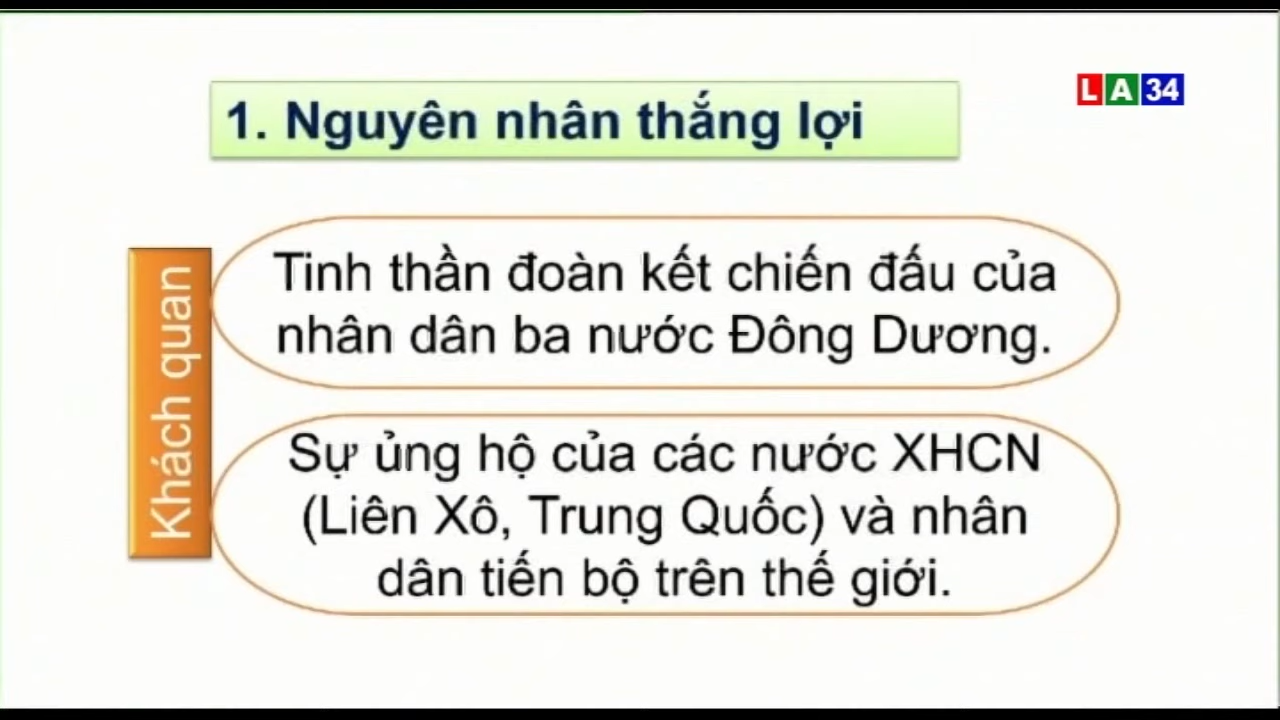 LA34
1. Nguyên nhân thắng lợi
Khách quan
Tinh thần đoàn kết chiến đấu của
nhân dân ba nước Đông Dương.
Sự ủng hộ của các nước XHCN
(Liên Xô, Trung Quốc) và nhân
dân tiến bộ trên thế giới.